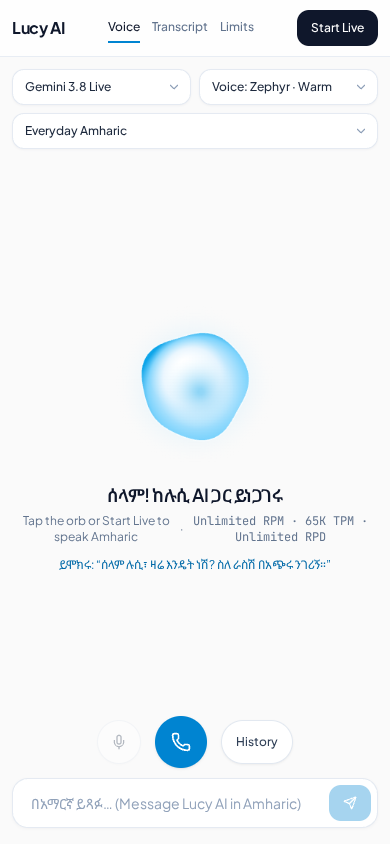 Lucy AI
Voice
Transcript
Limits
Start Live
Gemini 3.8 Live
Voice: Zephyr · Warm
Everyday Amharic
ሰላም! ከሉሲ AI ጋር ይነጋገሩ
Tap the orb or Start Live to
speak Amharic
·
Unlimited RPM · 65K TPM ·
Unlimited RPD
ይሞክሩ: “ሰላም ሉሲ፣ ዛሬ እንዴት ነሽ? ስለ ራስሽ በአጭሩ ንገሪኝ።”
History
በአማርኛ ይጻፉ... (Message Lucy AI in Amharic)